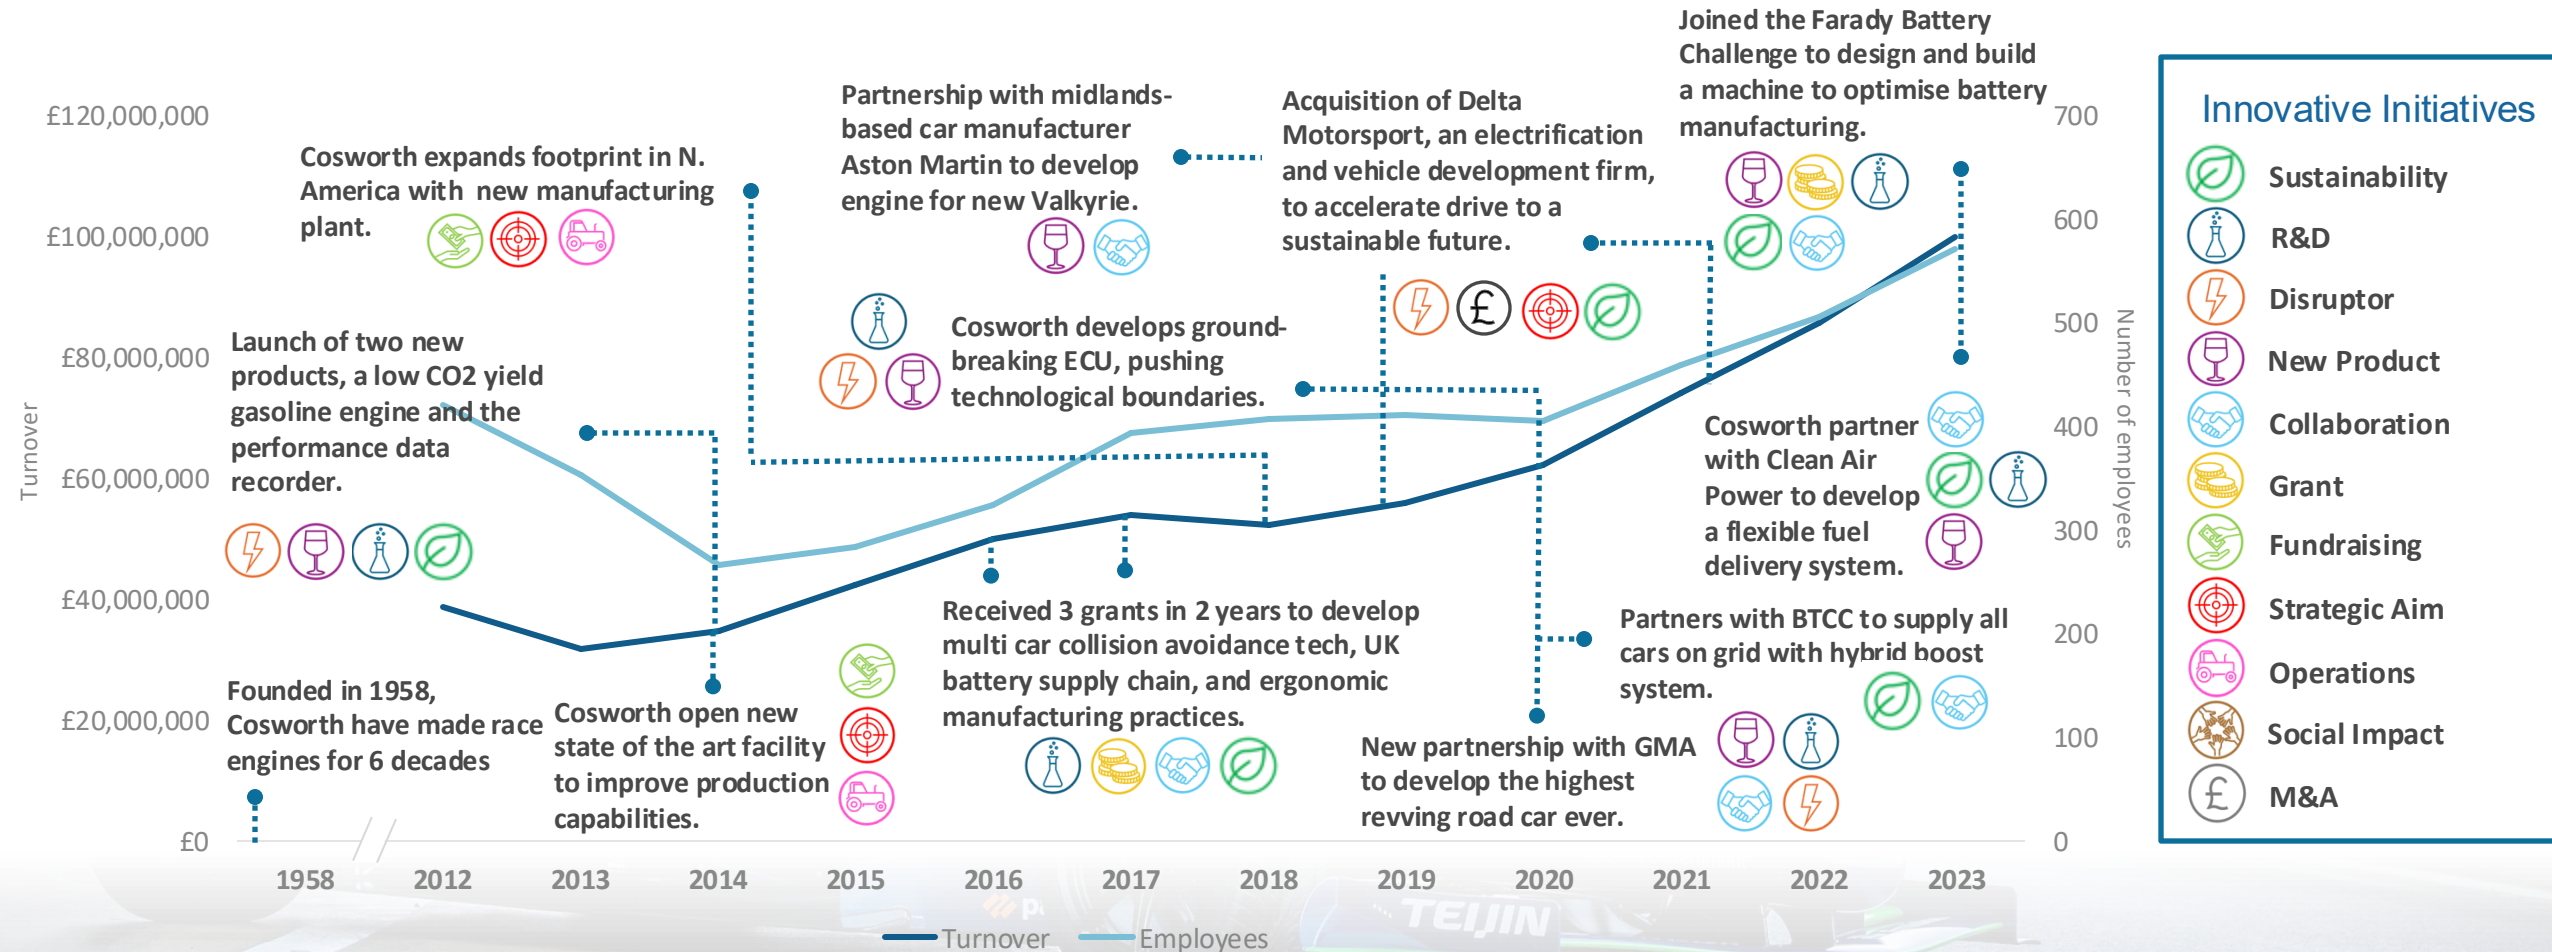 Joined the Farady Battery
Challenge to design and build
a machine to optimise battery
manufacturing.
Partnership with midlands-
based car manufacturer
Aston Martin to develop
engine for new Valkyrie.
Acquisition of Delta
Motorsport, an electrification
and vehicle development firm,
to accelerate drive to a
sustainable future.
Cosworth expands footprint in N.
America with new manufacturing
plant.
Launch of two new
products, a low CO2 yield
gasoline engine and the
performance data
recorder.
Cosworth develops ground-
breaking ECU, pushing
technological boundaries.
Cosworth partner
with Clean Air
Power to develop
a flexible fuel
delivery system.
Received 3 grants in 2 years to develop
multi car collision avoidance tech, UK
battery supply chain, and ergonomic
manufacturing practices.
Partners with BTCC to supply all
cars on grid with hybrid boost
system.
Founded in 1958,
Cosworth have made race
engines for 6 decades
Cosworth open new
state of the art facility
to improve production
capabilities.
New partnership with GMA
to develop the highest
revving road car ever.
Turnover
£120,000,000
£100,000,000
£80,000,000
£60,000,000
£40,000,000
£20,000,000
£0
700
600
500
400
300
200
100
0
Number of employees
1958 2012 2013 2014 2015 2016 2017 2018 2019 2020 2021 2022 2023
TEIJIN
Turnover Employees
Innovative Initiatives
Sustainability
R&D
Disruptor
New Product
Collaboration
Grant
Fundraising
Strategic Aim
Operations
Social Impact
£ M&A
£